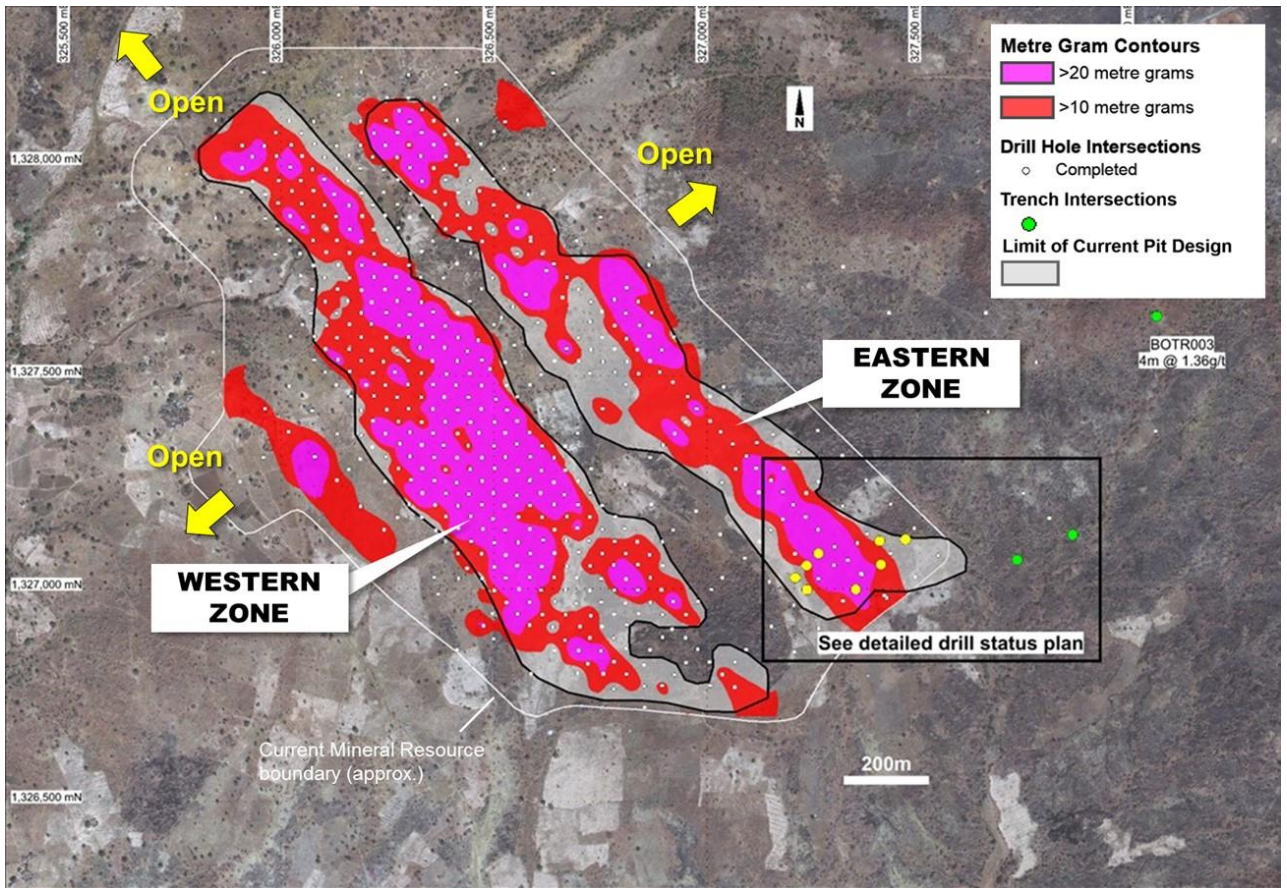 325,500 mE
326,000 mE
326,500 mE
327,000 mE
327,500 mE
Metre Gram Contours
>20 metre grams
>10 metre grams
Drill Hole Intersections
Completed
Trench Intersections
Limit of Current Pit Design
Open
N
Open
1,328,000 mN
BOTR003
4m @ 1.36g/t
EASTERN
ZONE
1,327,500 mN
Open
WESTERN
ZONE
1,327,000 mN
See detailed drill status plan
Current Mineral Resource
boundary (approx.)
200m
1,326,500 mN